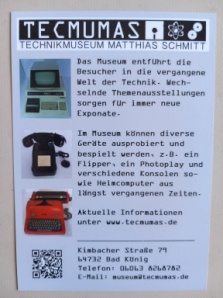 TECMUMAS
TECHNIKMUSEUM MATTHIAS SCHMITT
Das Museum entführt die
Besucher in die vergangene
Welt der Technik. Wech-
selnde Themenausstellungen
sorgen für immer neue
Exponate.
Im Museum können diverse
Geräte ausprobiert und
bespielt werden, z.B. ein
Flipper, ein Photoplay und
verschiedene Konsolen so-
wie Heimcomputer aus
längst vergangenen Zeiten.
Aktuelle Informationen
unter www.tecmumas.de
Kimbacher Straße 79
64732 Bad König
Telefon: 06063 8268782
E-Mail: museum@tecmumas.de